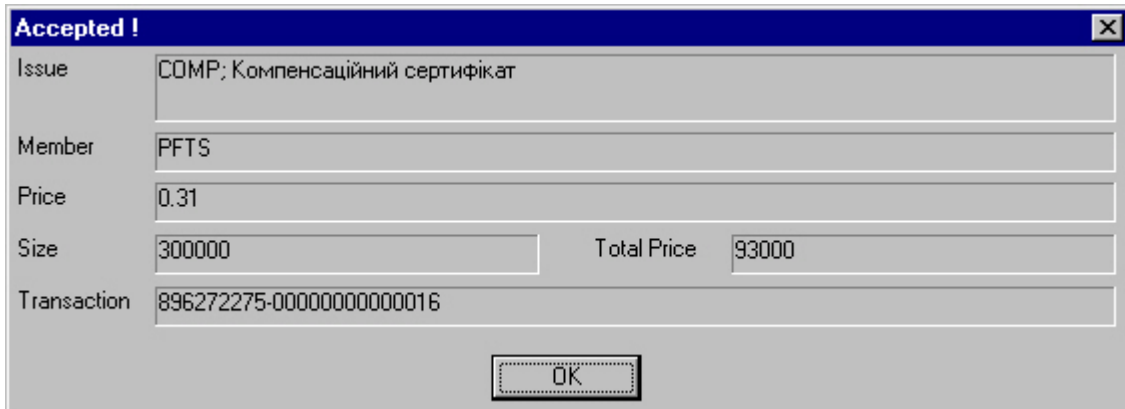 Accepted !
Issue COMP; Компенсаційний сертифікат
Member PFTS
Price 0.31
Size 300000 Total Price 93000
Transaction 896272275-00000000000016
OK